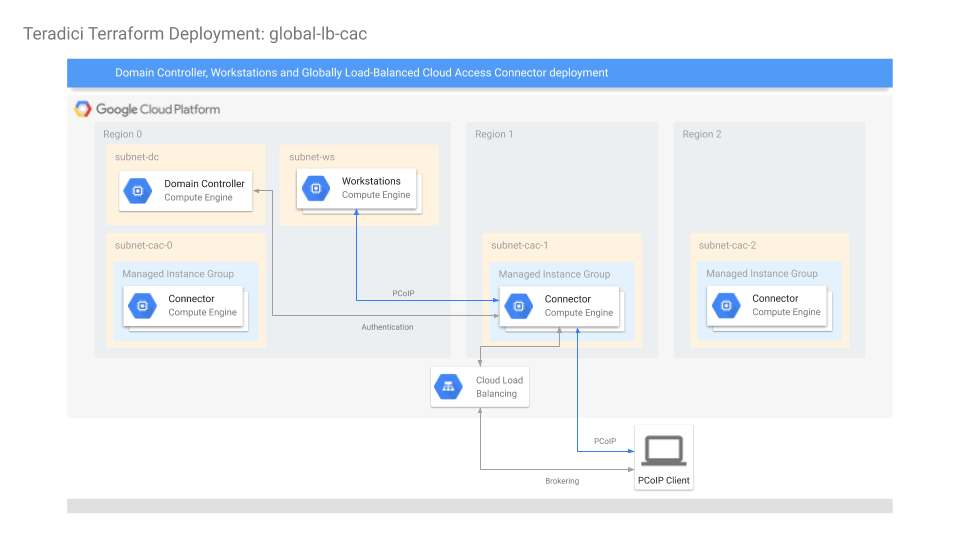 Teradici Terraform Deployment: global-lb-cac
Domain Controller, Workstations and Globally Load-Balanced Cloud Access Connector deployment
Google Cloud Platform
Region 0
subnet-dc
Domain Controller
Compute Engine
subnet-ws
Workstations
Compute Engine
subnet-cac-0
Managed Instance Group
Connector
Compute Engine
PCoIP
Authentication
Region 1
subnet-cac-1
Managed Instance Group
Connector
Compute Engine
Region 2
subnet-cac-2
Managed Instance Group
Connector
Compute Engine
Cloud Load
Balancing
PCoIP
Brokering
PCoIP Client